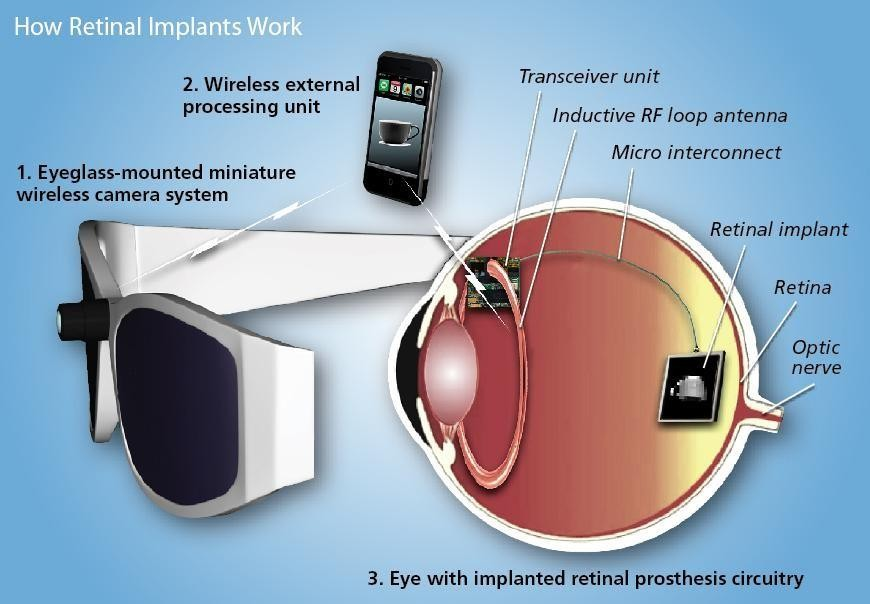 How Retinal Implants Work
2. Wireless external
processing unit
1. Eyeglass-mounted miniature
wireless camera system
Transceiver unit
Inductive RF loop antenna
Micro interconnect
Retinal implant
Retina
Optic
nerve
3. Eye with implanted retinal prosthesis circuitry